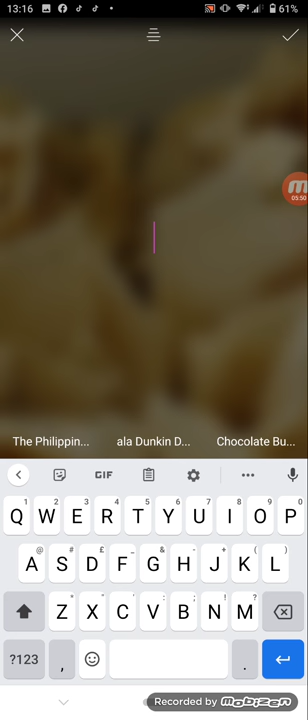 13:16 61%
05:50
The Philippin... ala Dunkin D... Chocolate Bu...
GIF
1 2 3 4 5 6 7 8 9 0
Q W E R T Y U I O P
@ # £ _ & - + ( )
A S D F G H J K L
* " ' : ; ! ?
Z X C V B N M
?123 , .
Recorded by mobizen